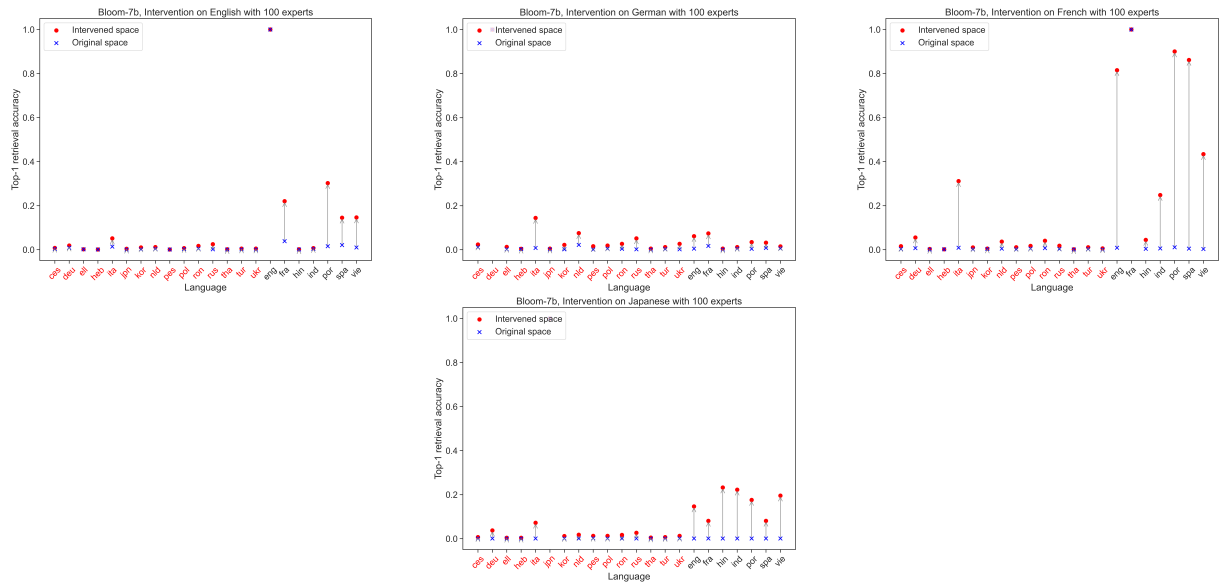 Bloom-7b, Intervention on English with 100 experts
Intervened space
Original space
1.0
0.8
0.6
0.4
0.2
0.0
Top-1 retrieval accuracy
ces deu ell heb ita jpn kor nld pes pol ron rus tha tur ukr eng fra hin ind por spa vie
Language
Bloom-7b, Intervention on German with 100 experts
Intervened space
Original space
1.0
0.8
0.6
0.4
0.2
0.0
Top-1 retrieval accuracy
ces deu ell heb ita jpn kor nld pes pol ron rus tha tur ukr eng fra hin ind por spa vie
Language
Bloom-7b, Intervention on French with 100 experts
Intervened space
Original space
1.0
0.8
0.6
0.4
0.2
0.0
Top-1 retrieval accuracy
ces deu ell heb ita jpn kor nld pes pol ron rus tha tur ukr eng fra hin ind por spa vie
Language
Bloom-7b, Intervention on Japanese with 100 experts
Intervened space
Original space
1.0
0.8
0.6
0.4
0.2
0.0
Top-1 retrieval accuracy
ces deu ell heb ita jpn kor nld pes pol ron rus tha tur ukr eng fra hin ind por spa vie
Language